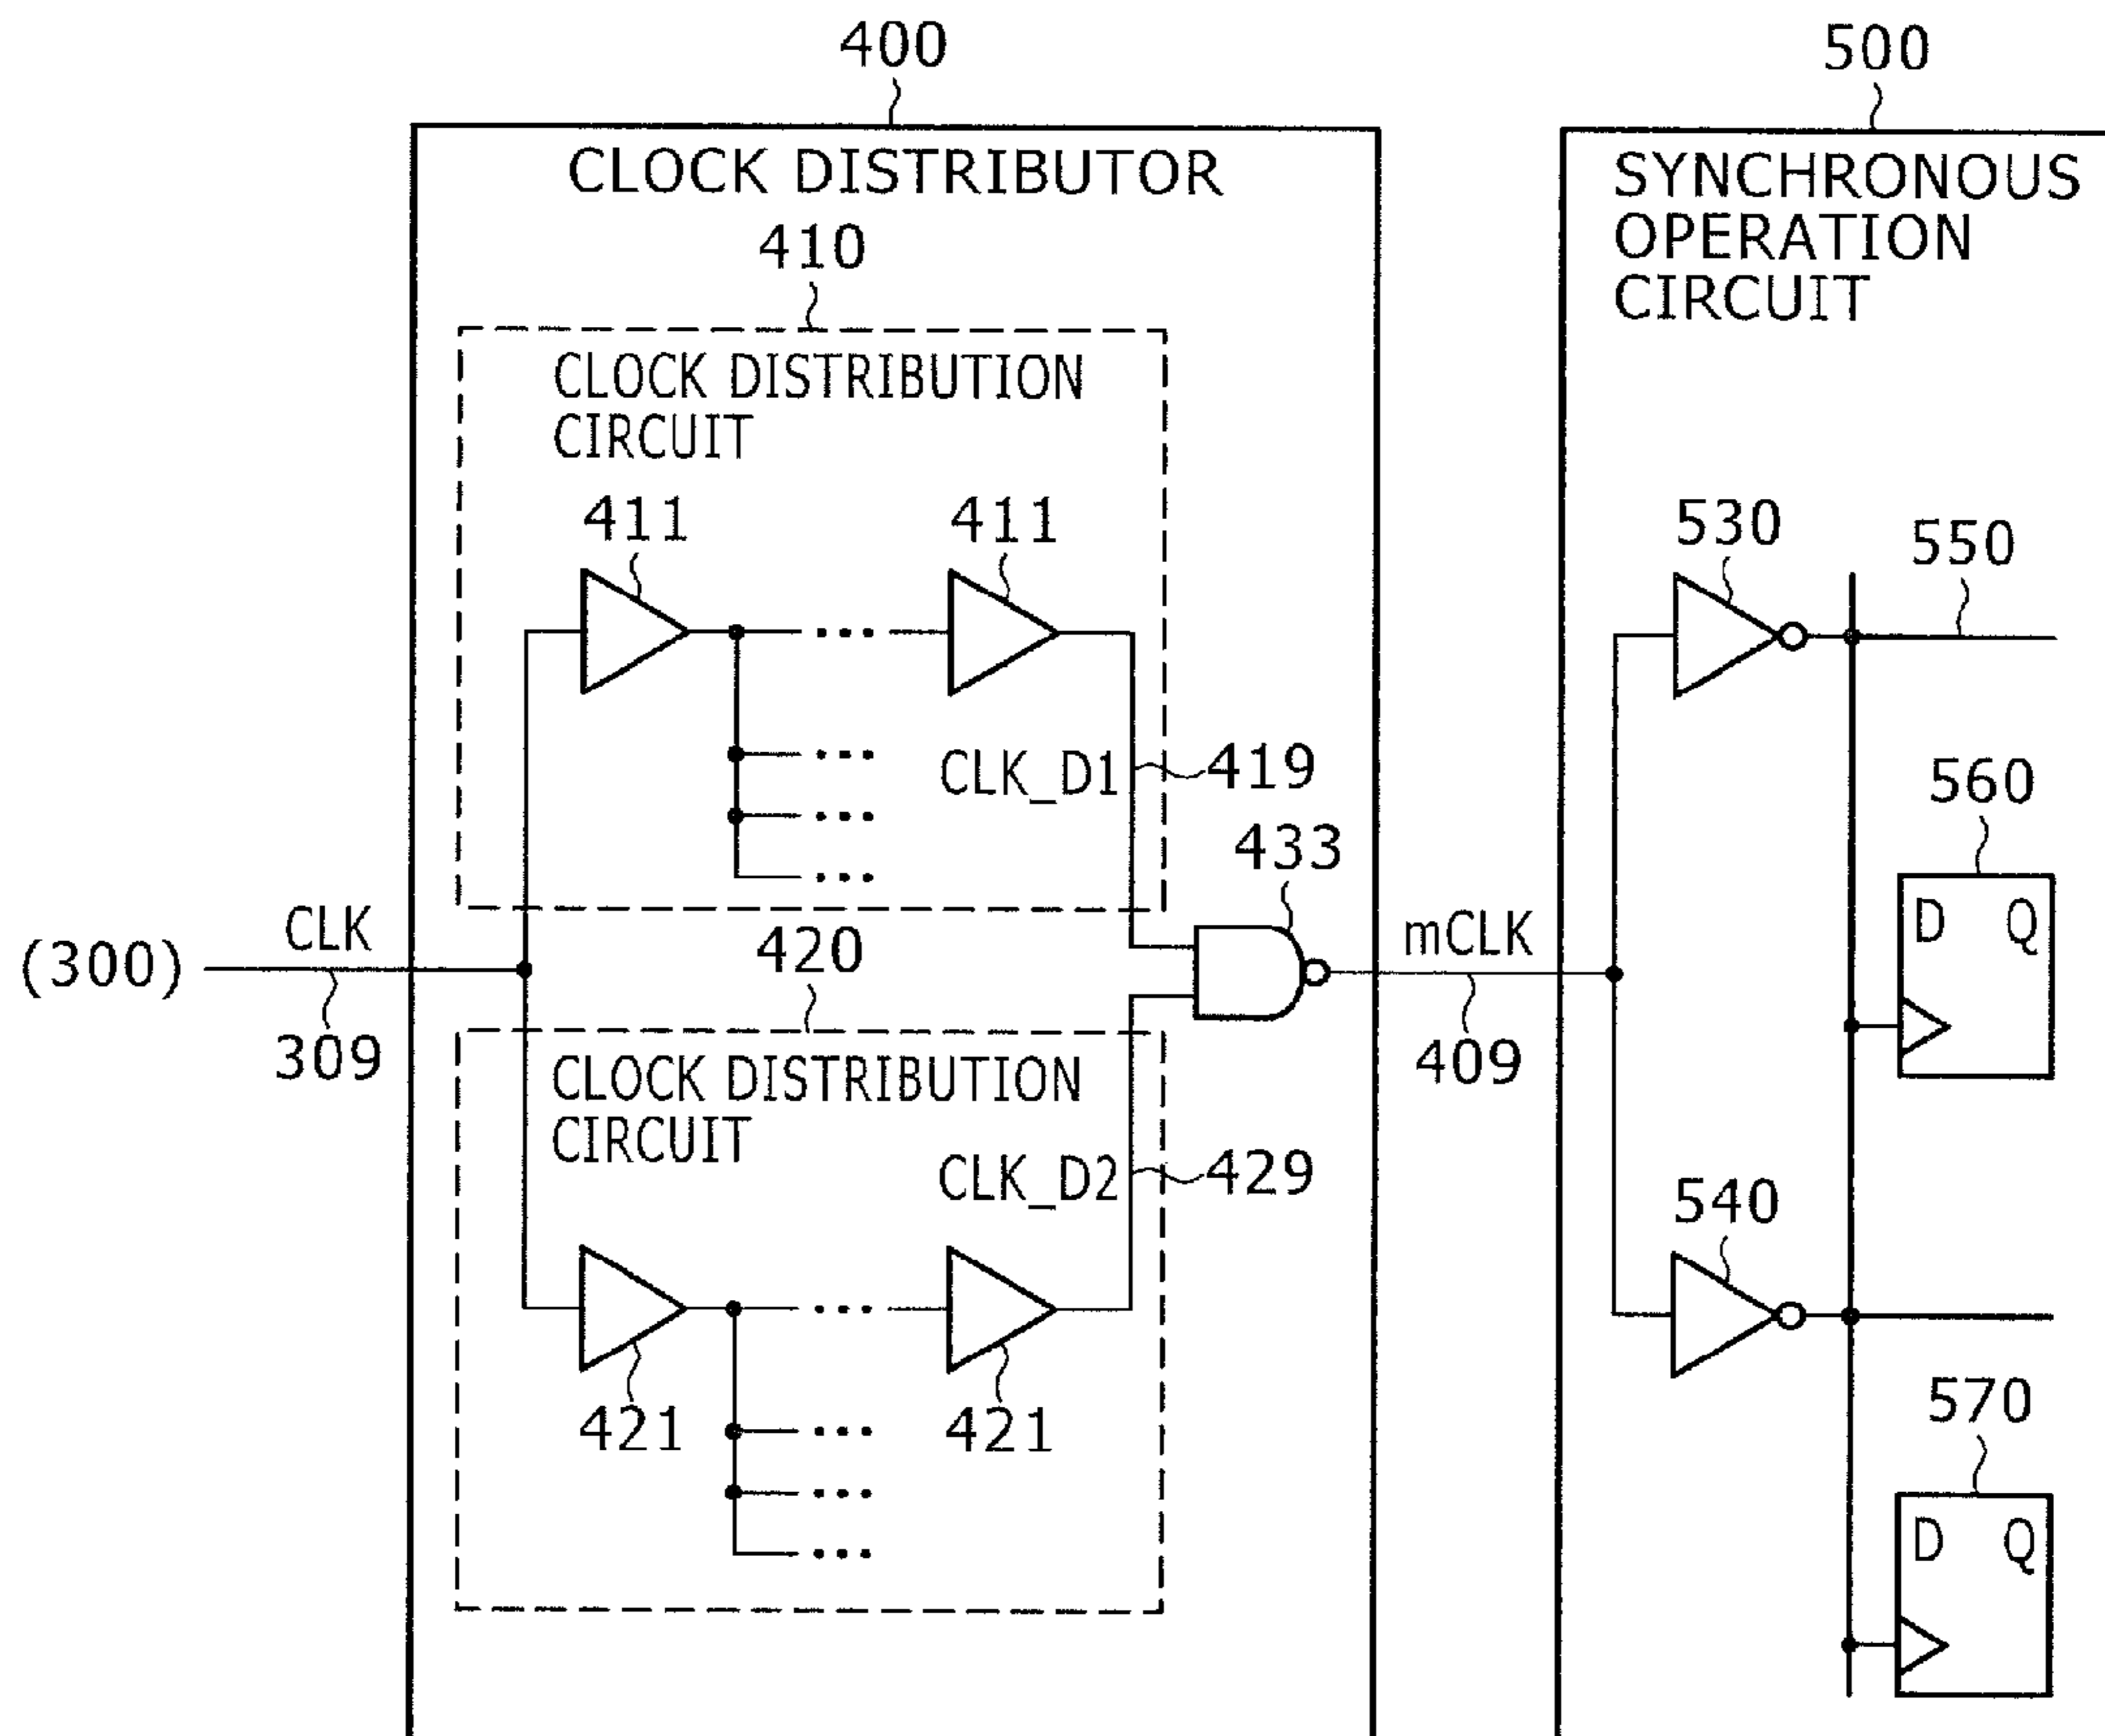 400
500
CLOCK DISTRIBUTOR
SYNCHRONOUS
OPERATION
CIRCUIT
410
CLOCK DISTRIBUTION
CIRCUIT
411
411
530
550
CLK_D1
419
560
433
D Q
(300)
CLK
309
420
mCLK
409
CLOCK DISTRIBUTION
CIRCUIT
CLK_D2
429
540
421
421
570
D Q